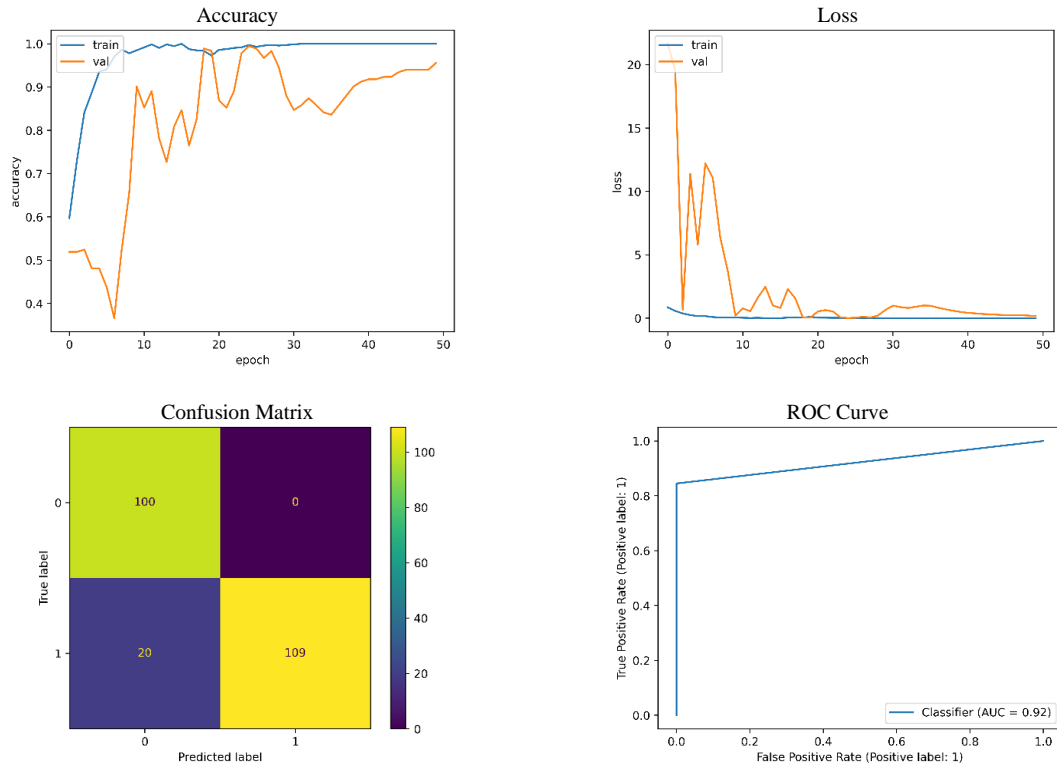 Accuracy
1.0
0.9
0.8
0.7
0.6
0.5
0.4
accuracy
train
val
0
10
20
30
40
50
epoch
Loss
20
15
10
5
0
loss
train
val
0
10
20
30
40
50
epoch
Confusion Matrix
0
1
True label
100
0
20
109
0
1
Predicted label
100
80
60
40
20
0
ROC Curve
1.0
0.8
0.6
0.4
0.2
0.0
True Positive Rate (Positive label: 1)
Classifier (AUC = 0.92)
0.0
0.2
0.4
0.6
0.8
1.0
False Positive Rate (Positive label: 1)